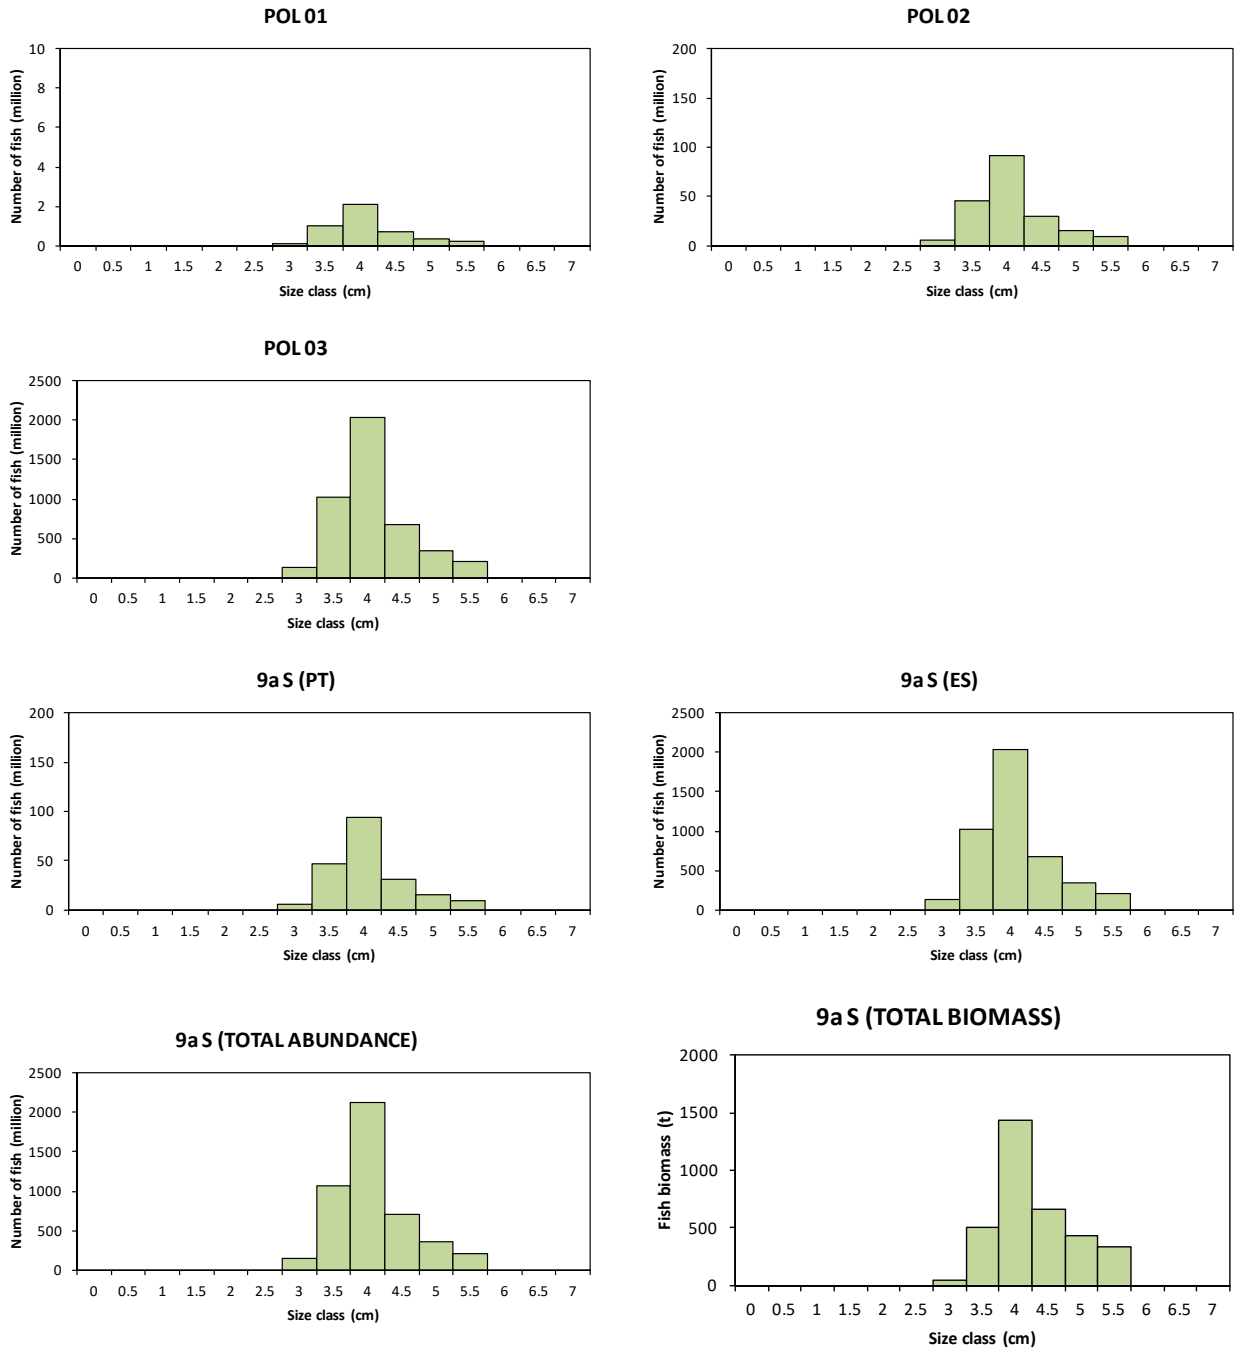 POL 01
Number of fish (million)
10
8
6
4
2
0
0 0.5 1 1.5 2 2.5 3 3.5 4 4.5 5 5.5 6 6.5 7
Size class (cm)
POL 02
Number of fish (million)
200
150
100
50
0
0 0.5 1 1.5 2 2.5 3 3.5 4 4.5 5 5.5 6 6.5 7
Size class (cm)
POL 03
Number of fish (million)
2500
2000
1500
1000
500
0
0 0.5 1 1.5 2 2.5 3 3.5 4 4.5 5 5.5 6 6.5 7
Size class (cm)
9a S (PT)
Number of fish (million)
200
150
100
50
0
0 0.5 1 1.5 2 2.5 3 3.5 4 4.5 5 5.5 6 6.5 7
Size class (cm)
9a S (ES)
Number of fish (million)
2500
2000
1500
1000
500
0
0 0.5 1 1.5 2 2.5 3 3.5 4 4.5 5 5.5 6 6.5 7
Size class (cm)
9a S (TOTAL ABUNDANCE)
Number of fish (million)
2500
2000
1500
1000
500
0
0 0.5 1 1.5 2 2.5 3 3.5 4 4.5 5 5.5 6 6.5 7
Size class (cm)
9a S (TOTAL BIOMASS)
Fish biomass (t)
2000
1500
1000
500
0
0 0.5 1 1.5 2 2.5 3 3.5 4 4.5 5 5.5 6 6.5 7
Size class (cm)